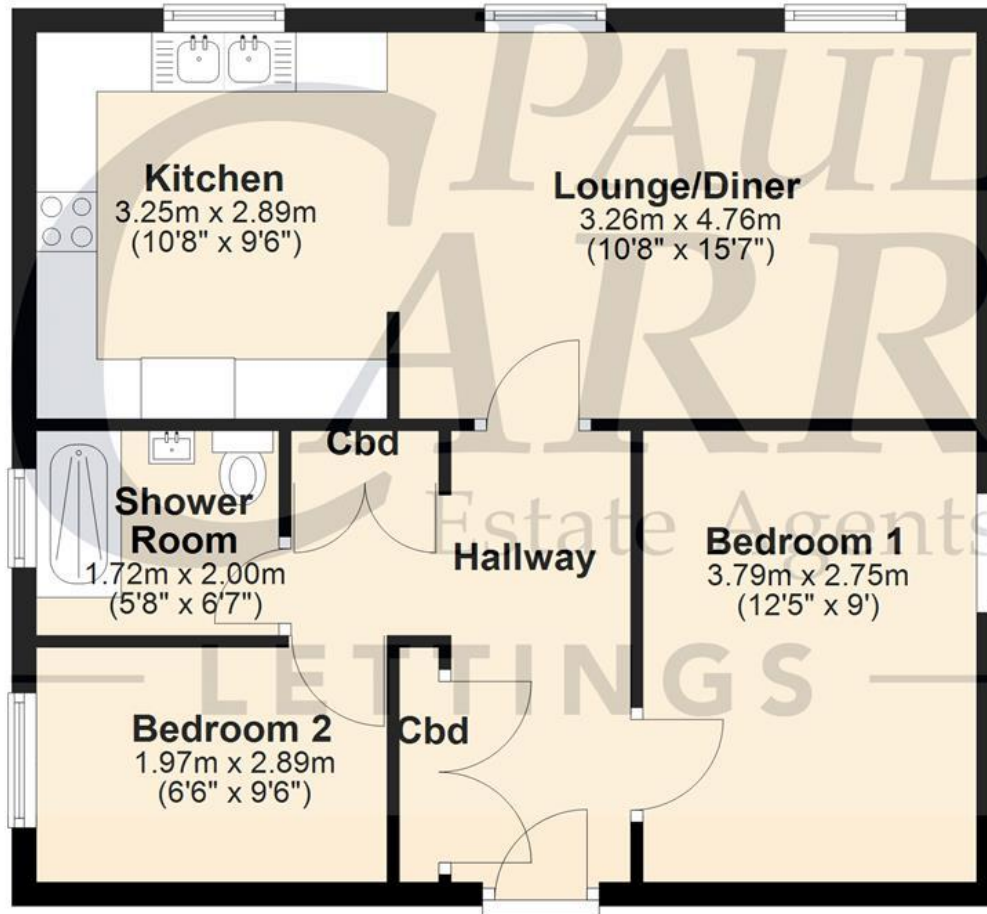 PAUL
CARR
Estate Agents
LETTINGS
Kitchen
3.25m x 2.89m
(10'8" x 9'6")
Lounge/Diner
3.26m x 4.76m
(10'8" x 15'7")
Cbd
Shower
Room
1.72m x 2.00m
(5'8" x 6'7")
Hallway
Bedroom 1
3.79m x 2.75m
(12'5" x 9')
Bedroom 2
1.97m x 2.89m
(6'6" x 9'6")
Cbd